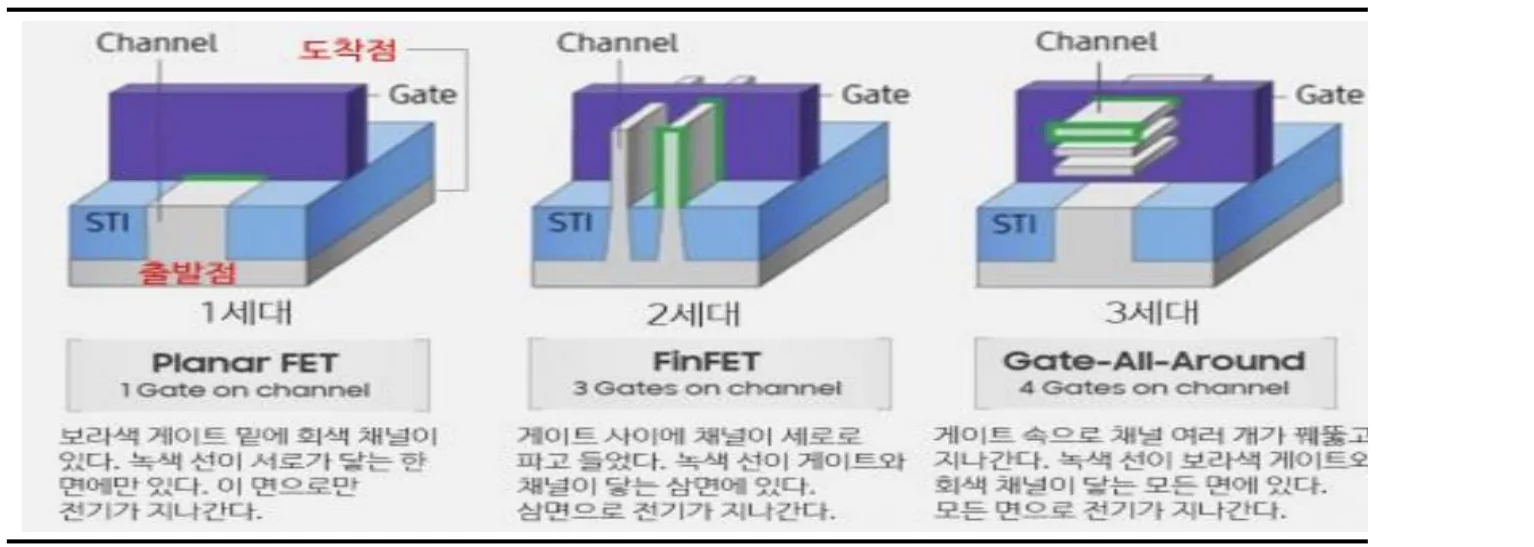 Channel
도착점
Gate
STI
출발점
1세대
Planar FET
1 Gate on channel
보라색 게이트 밑에 회색 채널이
있다. 녹색 선이 서로가 닿는 한
면에만 있다. 이 면으로만
전기가 지나간다.
Channel
Gate
STI
2세대
FinFET
3 Gates on channel
게이트 사이에 채널이 세로로
파고 들었다. 녹색 선이 게이트와
채널이 닿는 삼면에 있다.
삼면으로 전기가 지나간다.
Channel
Gate
STI
3세대
Gate-All-Around
4 Gates on channel
게이트 속으로 채널 여러 개가 꿰뚫고
지나간다. 녹색 선이 보라색 게이트와
회색 채널이 닿는 모든 면에 있다.
모든 면으로 전기가 지나간다.